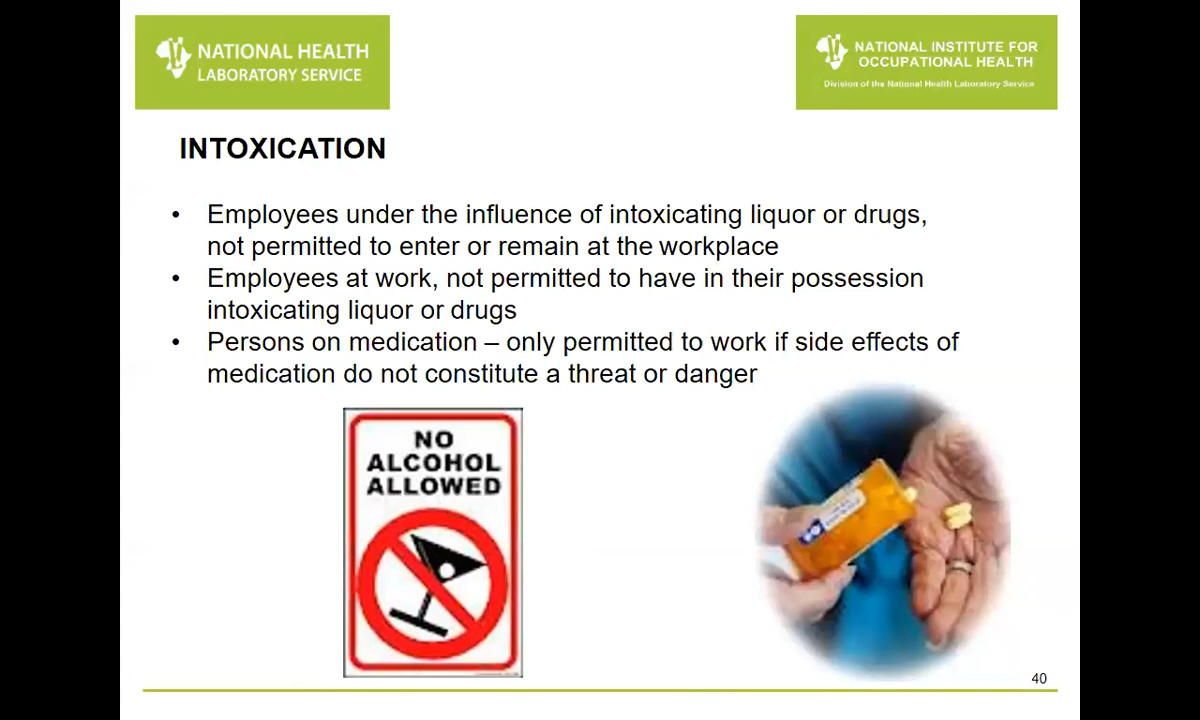 NATIONAL HEALTH
LABORATORY SERVICE
NATIONAL INSTITUTE FOR
OCCUPATIONAL HEALTH
Division of the National Health Laboratory Service
INTOXICATION
• Employees under the influence of intoxicating liquor or drugs,
not permitted to enter or remain at the workplace
• Employees at work, not permitted to have in their possession
intoxicating liquor or drugs
• Persons on medication – only permitted to work if side effects of
medication do not constitute a threat or danger
NO
ALCOHOL
ALLOWED
40